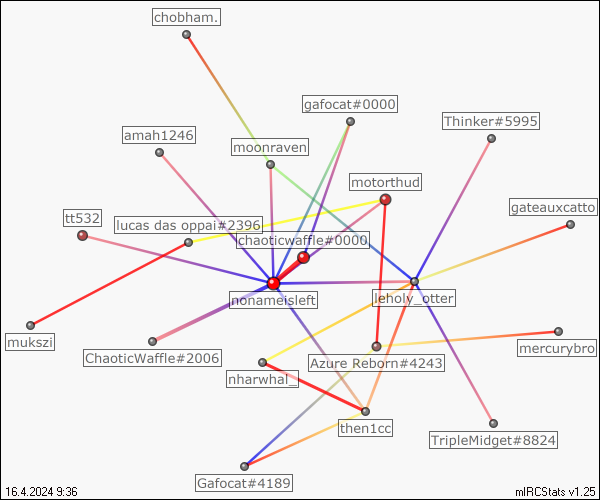 chobham.
gafocat#0000
Thinker#5995
amah1246
moonraven
motorthud
gateauxcatto
tt532
lucas das oppai#2396
chaoticwaffle#0000
nonameisleft
leholy_otter
mukszi
ChaoticWaffle#2006
mercurybro
Azure Reborn#4243
nharwhal_
then1cc
TripleMidget#8824
Gafocat#4189
16.4.2024 9:36
mIRCStats v1.25